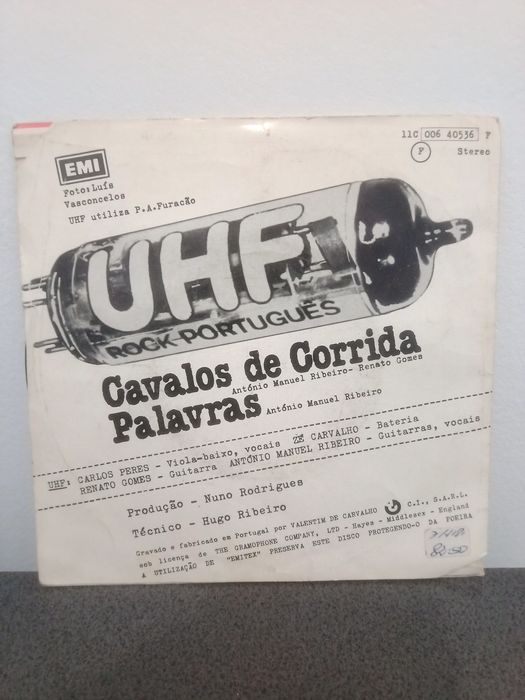 11C 006 40536 F
F Stereo
EMI
Foto:Luís
Vasconcelos
UHF utiliza P.A.Furacão
UHF
ROCK-PORTUGUÊS
Cavalos de Corrida
António Manuel Ribeiro- Renato Gomes
Palavras António Manuel Ribeiro
UHF: CARLOS PERES - Viola-baixo, vocais ZÉ CARVALHO - Bateria
RENATO GOMES - Guitarra ANTÓNIO MANUEL RIBEIRO - Guitarras, vocais
Produção - Nuno Rodrigues
Técnico - Hugo Ribeiro
Gravado e fabricado em Portugal por VALENTIM DE CARVALHO C.I., S.A.R.L.
sob licença de THE GRAMOPHONE COMPANY, LTD - Hayes - Middlesex - England
A UTILIZAÇÃO DE "EMITEX" PRESERVA ESTE DISCO PROTEGENDO-O DA POEIRA